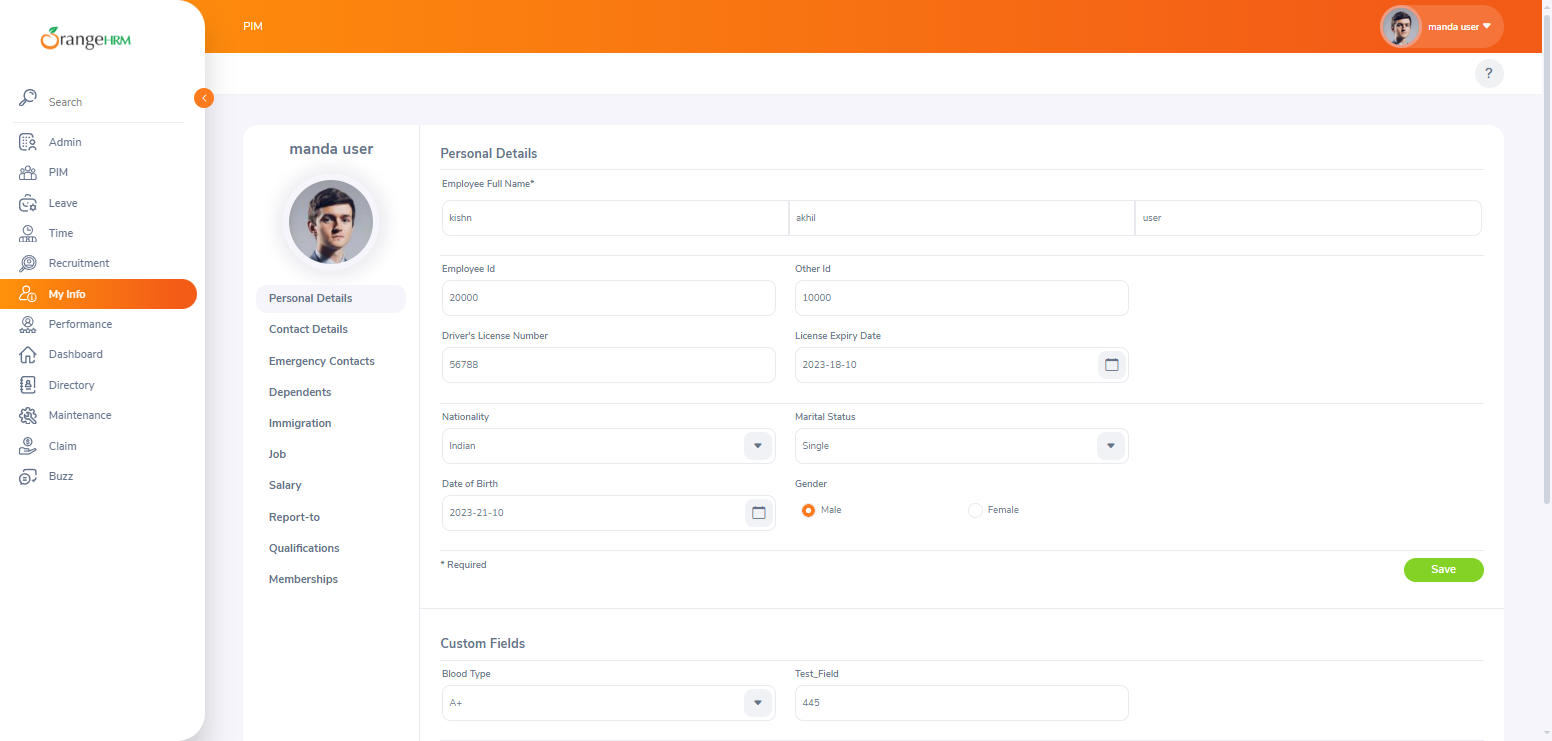 OrangeHRM
Search
Admin
PIM
Leave
Time
Recruitment
My Info
Performance
Dashboard
Directory
Maintenance
Claim
Buzz
PIM
manda user
?
manda user
Personal Details
Contact Details
Emergency Contacts
Dependents
Immigration
Job
Salary
Report-to
Qualifications
Memberships
Personal Details
Employee Full Name*
kishn akhil user
Employee Id Other Id
20000 10000
Driver's License Number License Expiry Date
56788 2023-18-10
Nationality Marital Status
Indian Single
Date of Birth Gender
2023-21-10 Male Female
* Required Save
Custom Fields
Blood Type Test_Field
A+ 445